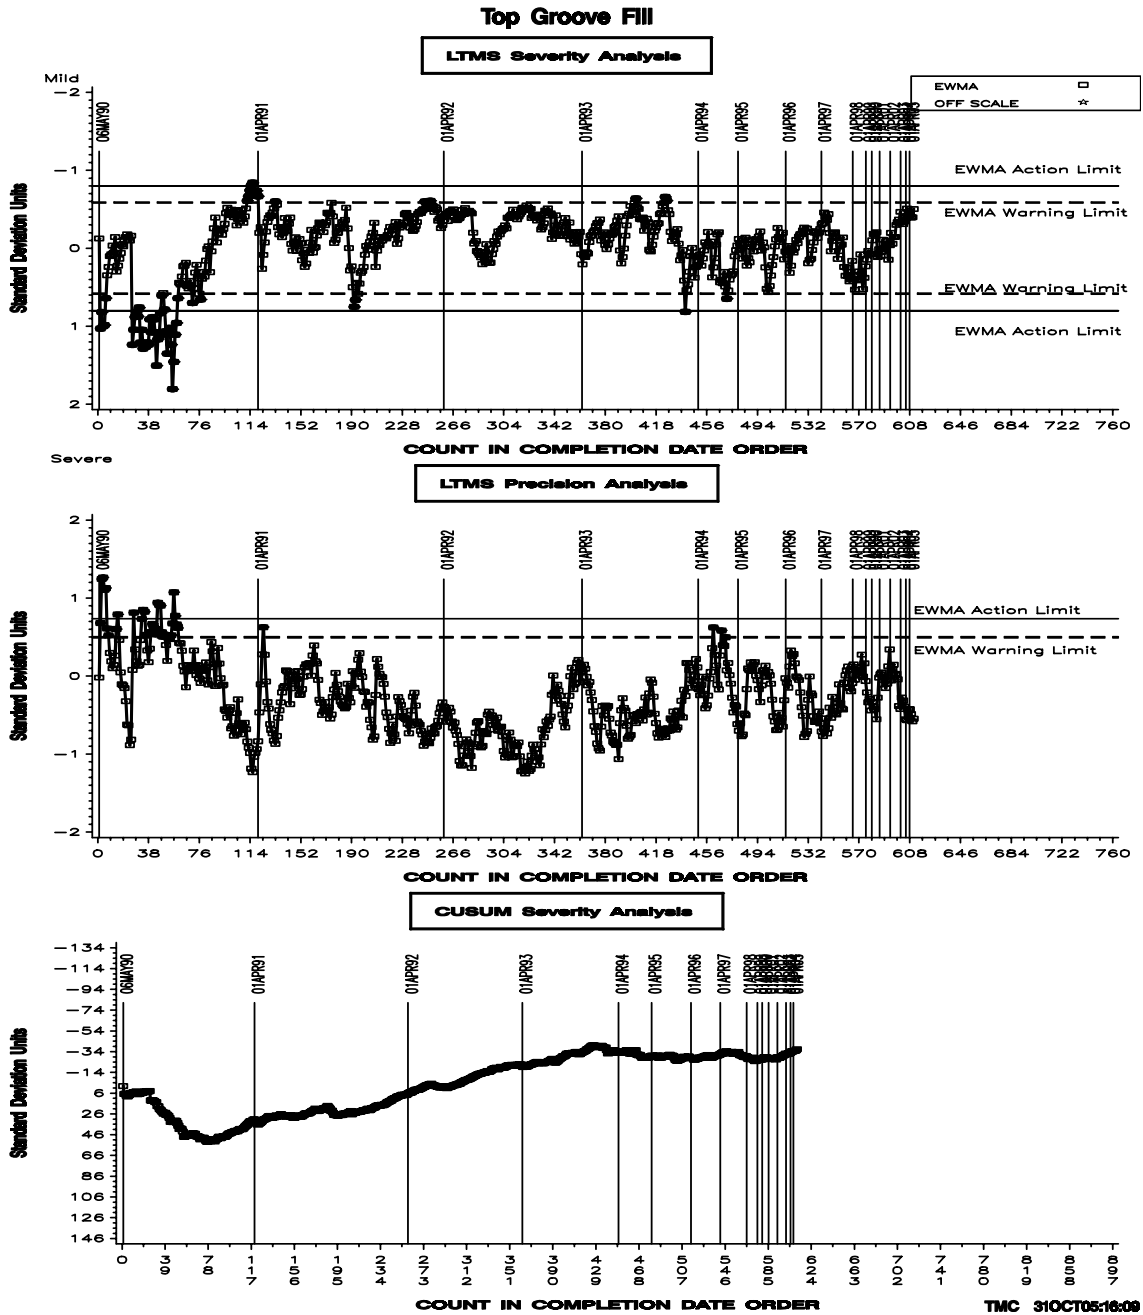 Top Groove Fill
LTMS Severity Analysis
Mild
EWMA
OFF SCALE
-2
-1
0
1
2
Standard Deviation Units
06MAY90
01APR91
01APR92
01APR93
01APR94
01APR95
01APR96
01APR97
01APR98
EWMA Action Limit
EWMA Warning Limit
EWMA Warning Limit
EWMA Action Limit
0 38 76 114 152 190 228 266 304 342 380 418 456 494 532 570 608 646 684 722 760
COUNT IN COMPLETION DATE ORDER
Severe
LTMS Precision Analysis
2
1
0
-1
-2
Standard Deviation Units
06MAY90
01APR91
01APR92
01APR93
01APR94
01APR95
01APR96
01APR97
01APR98
EWMA Action Limit
EWMA Warning Limit
0 38 76 114 152 190 228 266 304 342 380 418 456 494 532 570 608 646 684 722 760
COUNT IN COMPLETION DATE ORDER
CUSUM Severity Analysis
-134
-114
-94
-74
-54
-34
-14
6
26
46
66
86
106
126
146
Standard Deviation Units
06MAY90
01APR91
01APR92
01APR93
01APR94
01APR95
01APR96
01APR97
01APR98
0 39 78 117 156 195 234 273 312 351 390 429 468 507 546 585 624 663 702 741 780 819 858 897
COUNT IN COMPLETION DATE ORDER
TMC 31OCT05:16:09